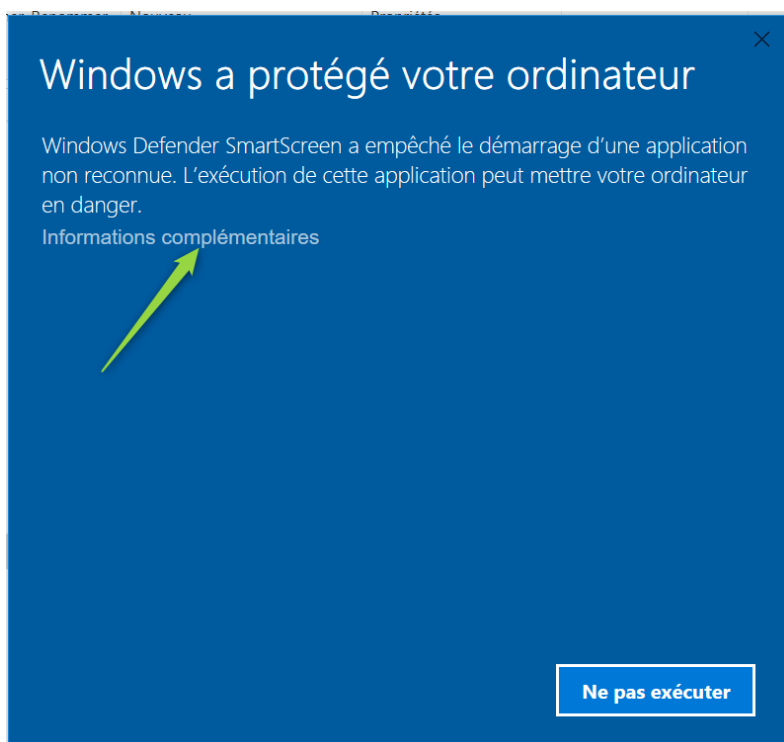 Windows a protégé votre ordinateur
Windows Defender SmartScreen a empêché le démarrage d'une application
non reconnue. L'exécution de cette application peut mettre votre ordinateur
en danger.
Informations complémentaires
Ne pas exécuter